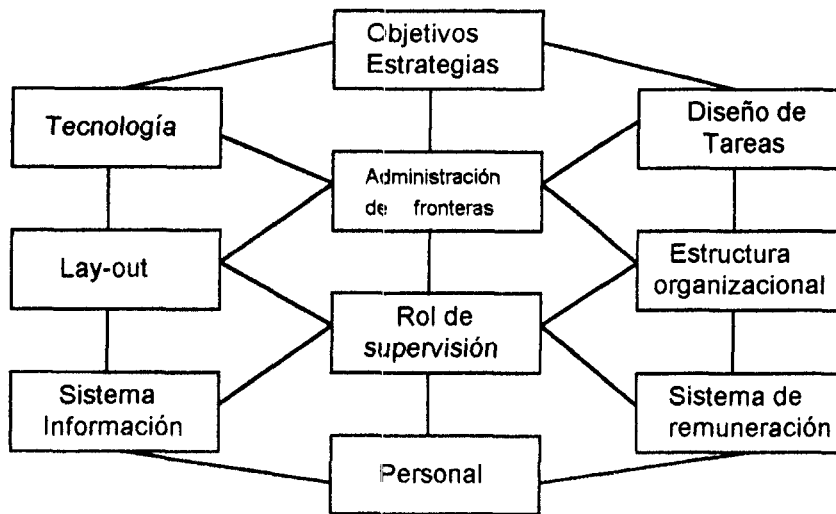 Objetivos
Estrategias
Tecnología
Diseño de
Tareas
Administración
de fronteras
Lay-out
Estructura
organizacional
Rol de
supervisión
Sistema
Información
Sistema de
remuneración
Personal